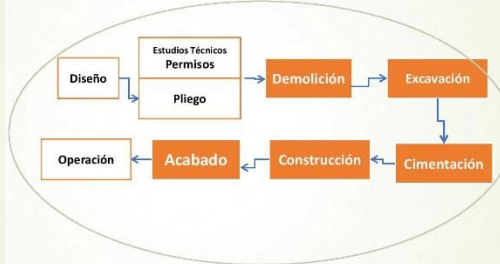 Diseño
Estudios Técnicos
Permisos
Pliego
Demolición
Excavación
Cimentación
Construcción
Acabado
Operación